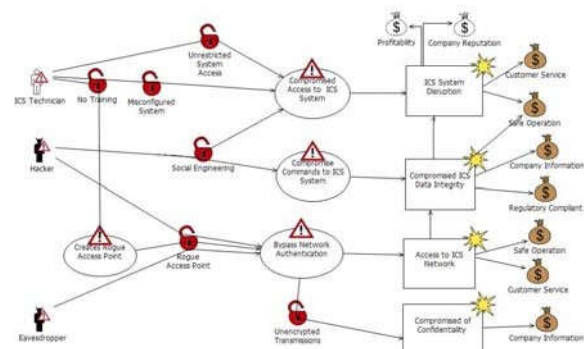 Profitability
Company Reputation
Unrestricted
System
Access
ICS Technician
No Training
Misconfigured
System
Compromised
Access to ICS
System
ICS System
Disruption
Customer Service
Safe Operation
Hacker
Social Engineering
Compromise
Commands to ICS
System
Compromised ICS
Data Integrity
Company Information
Regulatory Compliant
Creates Rogue
Access Point
Rogue
Access Point
Bypass Network
Authentication
Access to ICS
Network
Safe Operation
Customer Service
Eavesdropper
Unencrypted
Transmissions
Compromised of
Confidentiality
Company Information